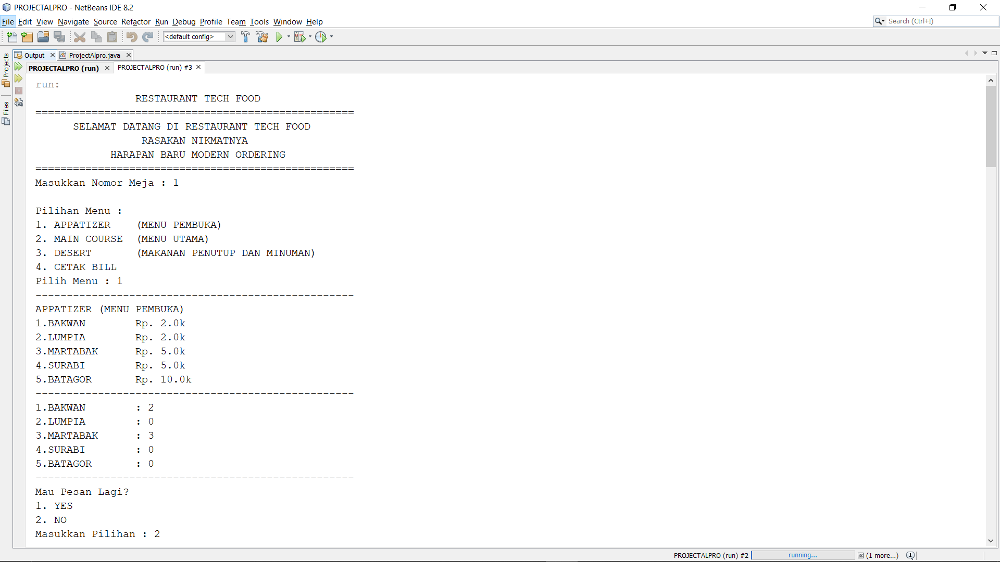 PROJECTALPRO - NetBeans IDE 8.2
File Edit View Navigate Source Refactor Run Debug Profile Team Tools Window Help
Search (Ctrl+I)
<default config>
Projects
Files
Output ProjectAlpro.java
PROJECTALPRO (run) PROJECTALPRO (run) #3
run:
RESTAURANT TECH FOOD
===================================================
SELAMAT DATANG DI RESTAURANT TECH FOOD
RASAKAN NIKMATNYA
HARAPAN BARU MODERN ORDERING
===================================================
Masukkan Nomor Meja : 1
Pilihan Menu :
1. APPATIZER (MENU PEMBUKA)
2. MAIN COURSE (MENU UTAMA)
3. DESERT (MAKANAN PENUTUP DAN MINUMAN)
4. CETAK BILL
Pilih Menu : 1
---------------------------------------------------
APPATIZER (MENU PEMBUKA)
1.BAKWAN Rp. 2.0k
2.LUMPIA Rp. 2.0k
3.MARTABAK Rp. 5.0k
4.SURABI Rp. 5.0k
5.BATAGOR Rp. 10.0k
---------------------------------------------------
1.BAKWAN : 2
2.LUMPIA : 0
3.MARTABAK : 3
4.SURABI : 0
5.BATAGOR : 0
---------------------------------------------------
Mau Pesan Lagi?
1. YES
2. NO
Masukkan Pilihan : 2
PROJECTALPRO (run) #2 running... (1 more...)